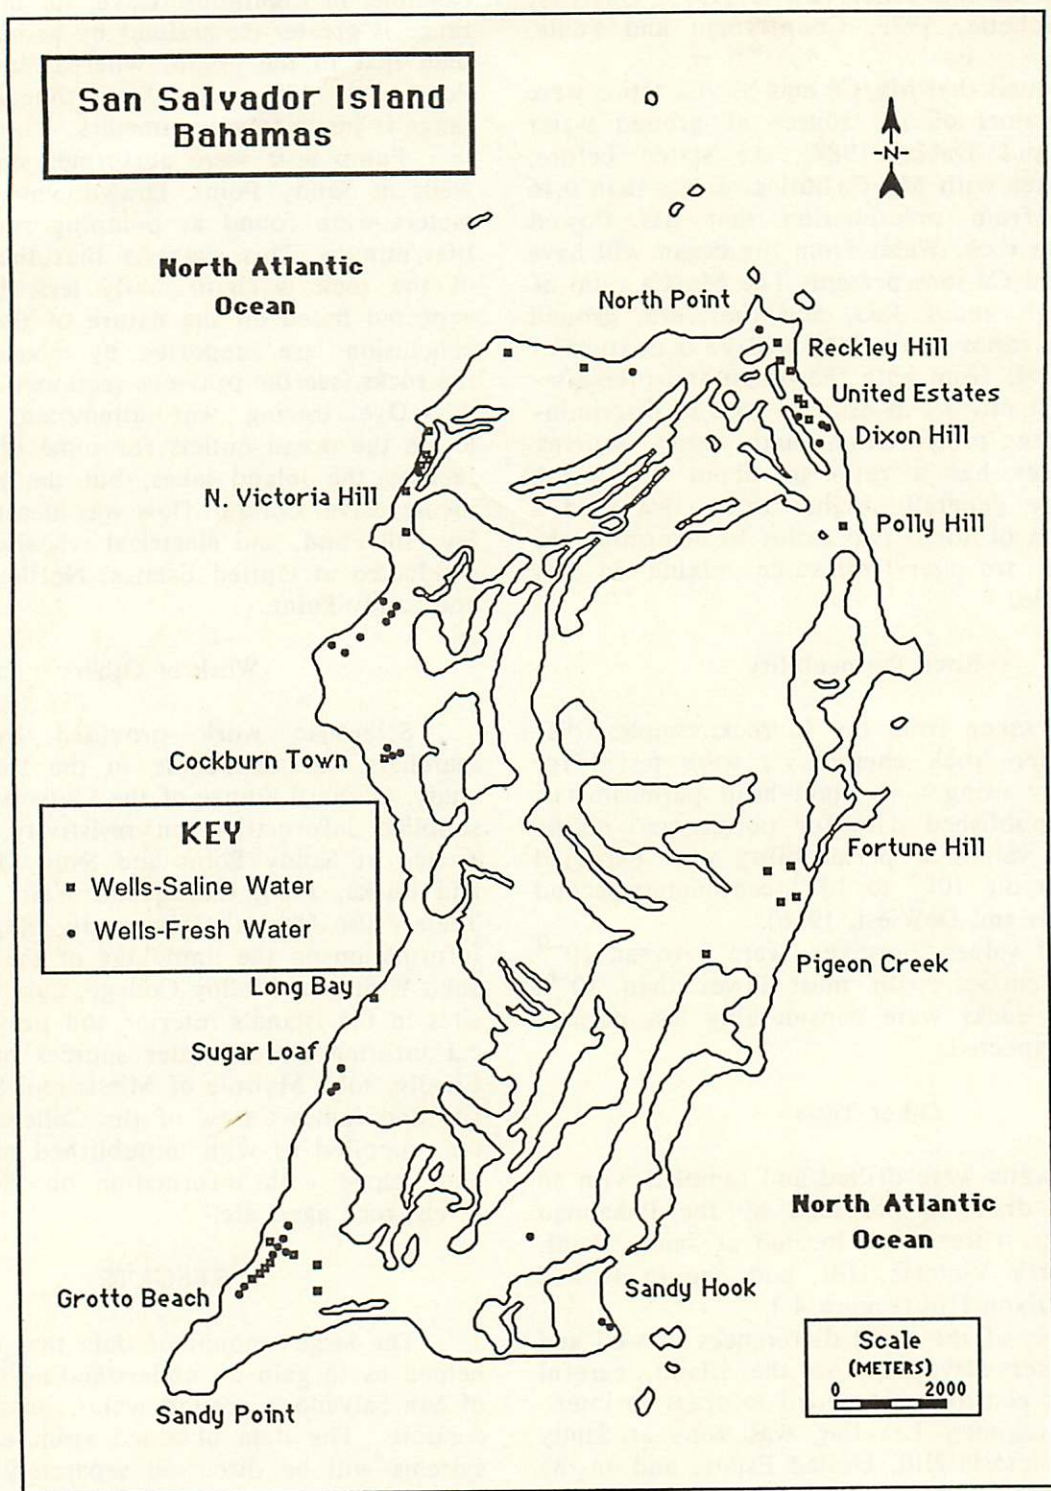 San Salvador Island
Bahamas
-N-
North Atlantic
Ocean
North Point
Reckley Hill
United Estates
Dixon Hill
N. Victoria Hill
Polly Hill
Cockburn Town
KEY
Wells-Saline Water
Wells-Fresh Water
Fortune Hill
Pigeon Creek
Long Bay
Sugar Loaf
North Atlantic
Ocean
Grotto Beach
Sandy Hook
Sandy Point
Scale
(METERS)
0 2000